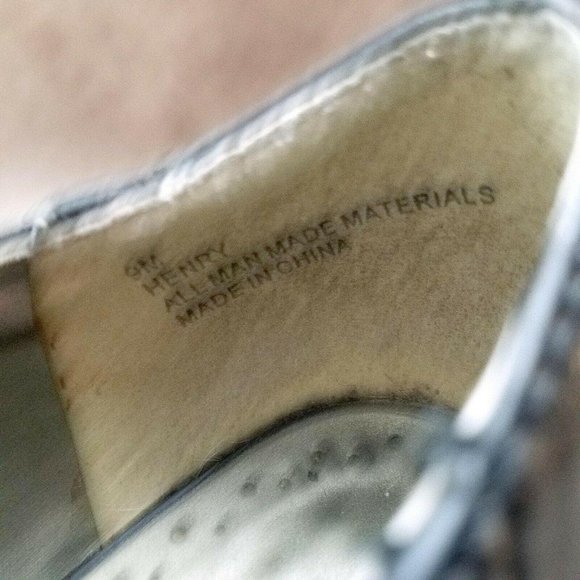 9M
HENRY
ALL MAN MADE MATERIALS
MADE IN CHINA